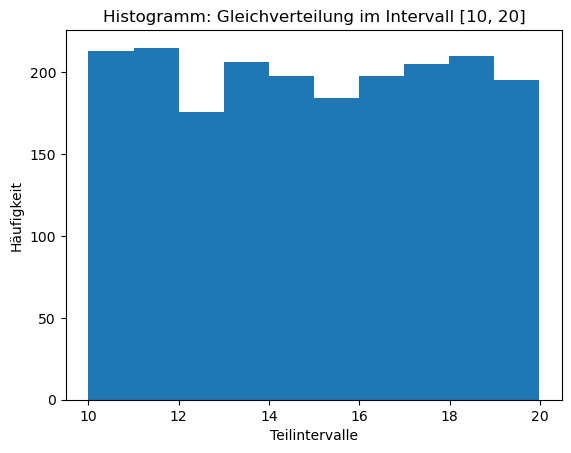 Histogramm: Gleichverteilung im Intervall [10, 20]
200
150
100
50
0
Häufigkeit
10 12 14 16 18 20
Teilintervalle